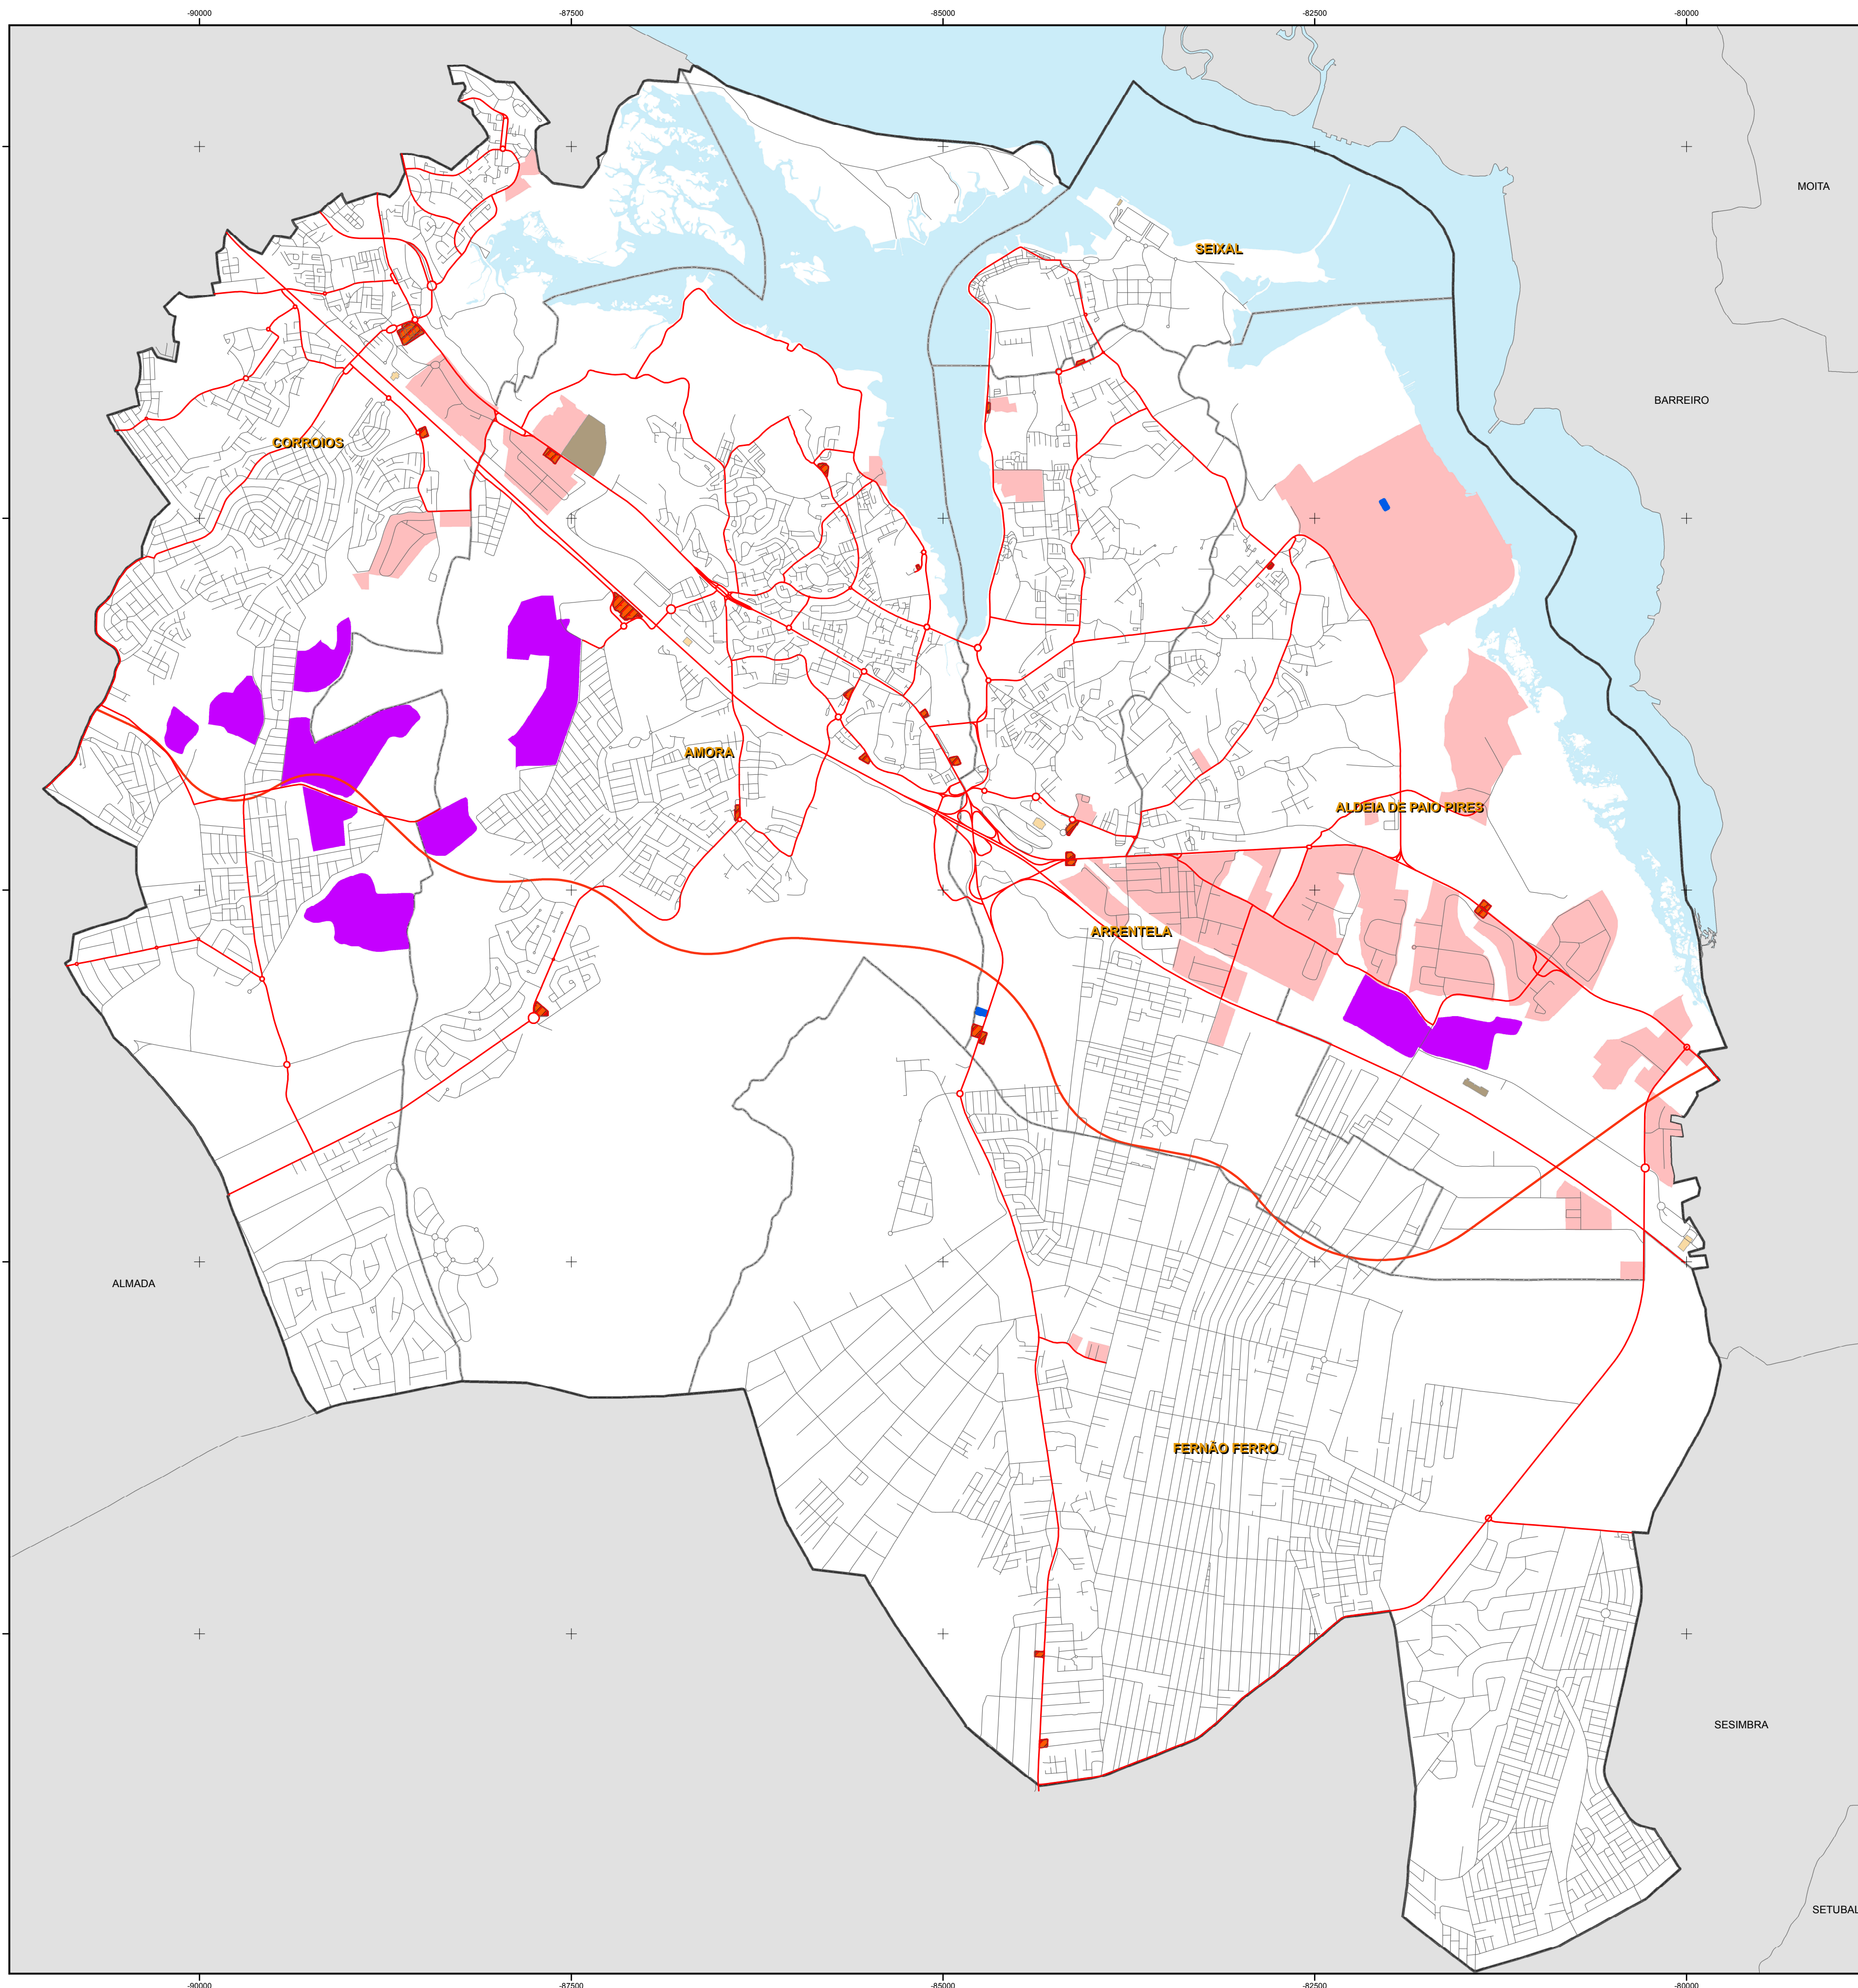 -90000 -87500 -85000 -82500 -80000
MOITA
SEIXAL
BARREIRO
CORROIOS
AMORA
ALDEIA DE PAIO PIRES
ARRENTELA
ALMADA
FERNÃO FERRO
SESIMBRA
SETUBAL
-90000 -87500 -85000 -82500 -80000